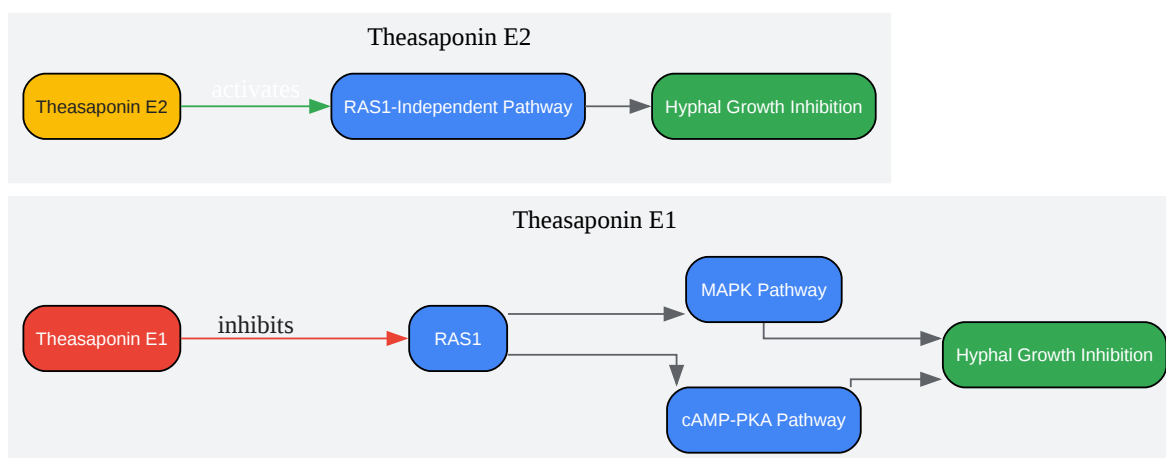 Theasaponin E2
Theasaponin E2
activates
RAS1-Independent Pathway
Hyphal Growth Inhibition
Theasaponin E1
Theasaponin E1
inhibits
RAS1
MAPK Pathway
cAMP-PKA Pathway
Hyphal Growth Inhibition